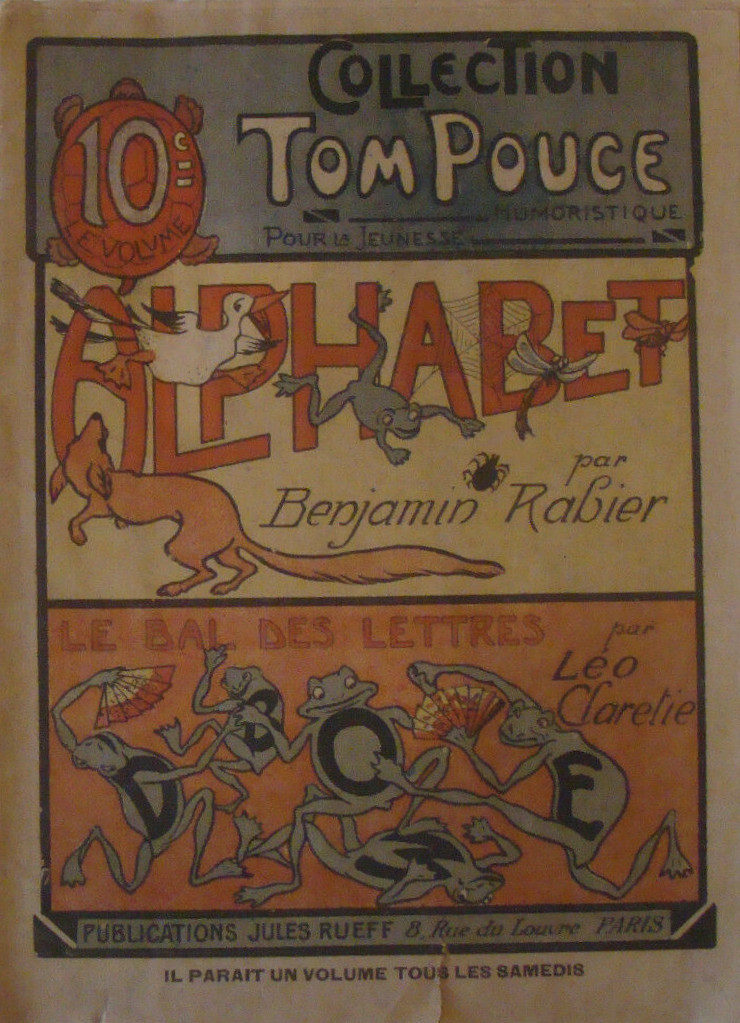 COLLECTION
TOM POUCE
10 C=
LE VOLUME
HUMORISTIQUE
POUR LA JEUNESSE
ALPHABET
par
Benjamin Rabier
LE BAL DES LETTRES
par
Léo
Claretie
D B O E
PUBLICATIONS JULES RUEFF 8, Rue du Louvre PARIS
IL PARAIT UN VOLUME TOUS LES SAMEDIS